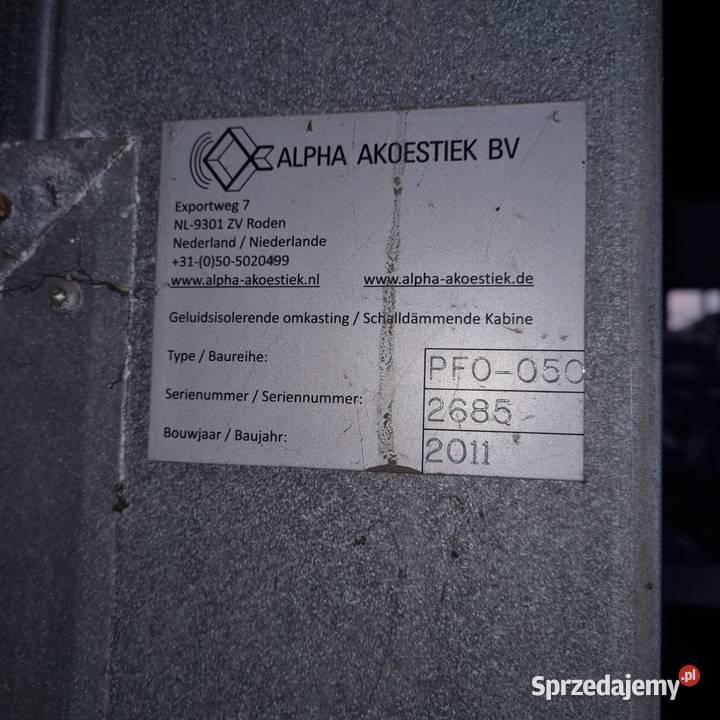 ALPHA AKOESTIEK BV
Exportweg 7
NL-9301 ZV Roden
Nederland / Niederlande
+31-(0)50-5020499
www.alpha-akoestiek.nl www.alpha-akoestiek.de
Geluidsisolerende omkasting / Schalldämmende Kabine
Type / Baureihe: PFO-050
Serienummer / Seriennummer: 2685
Bouwjaar / Baujahr: 2011
Sprzedajemy.pl